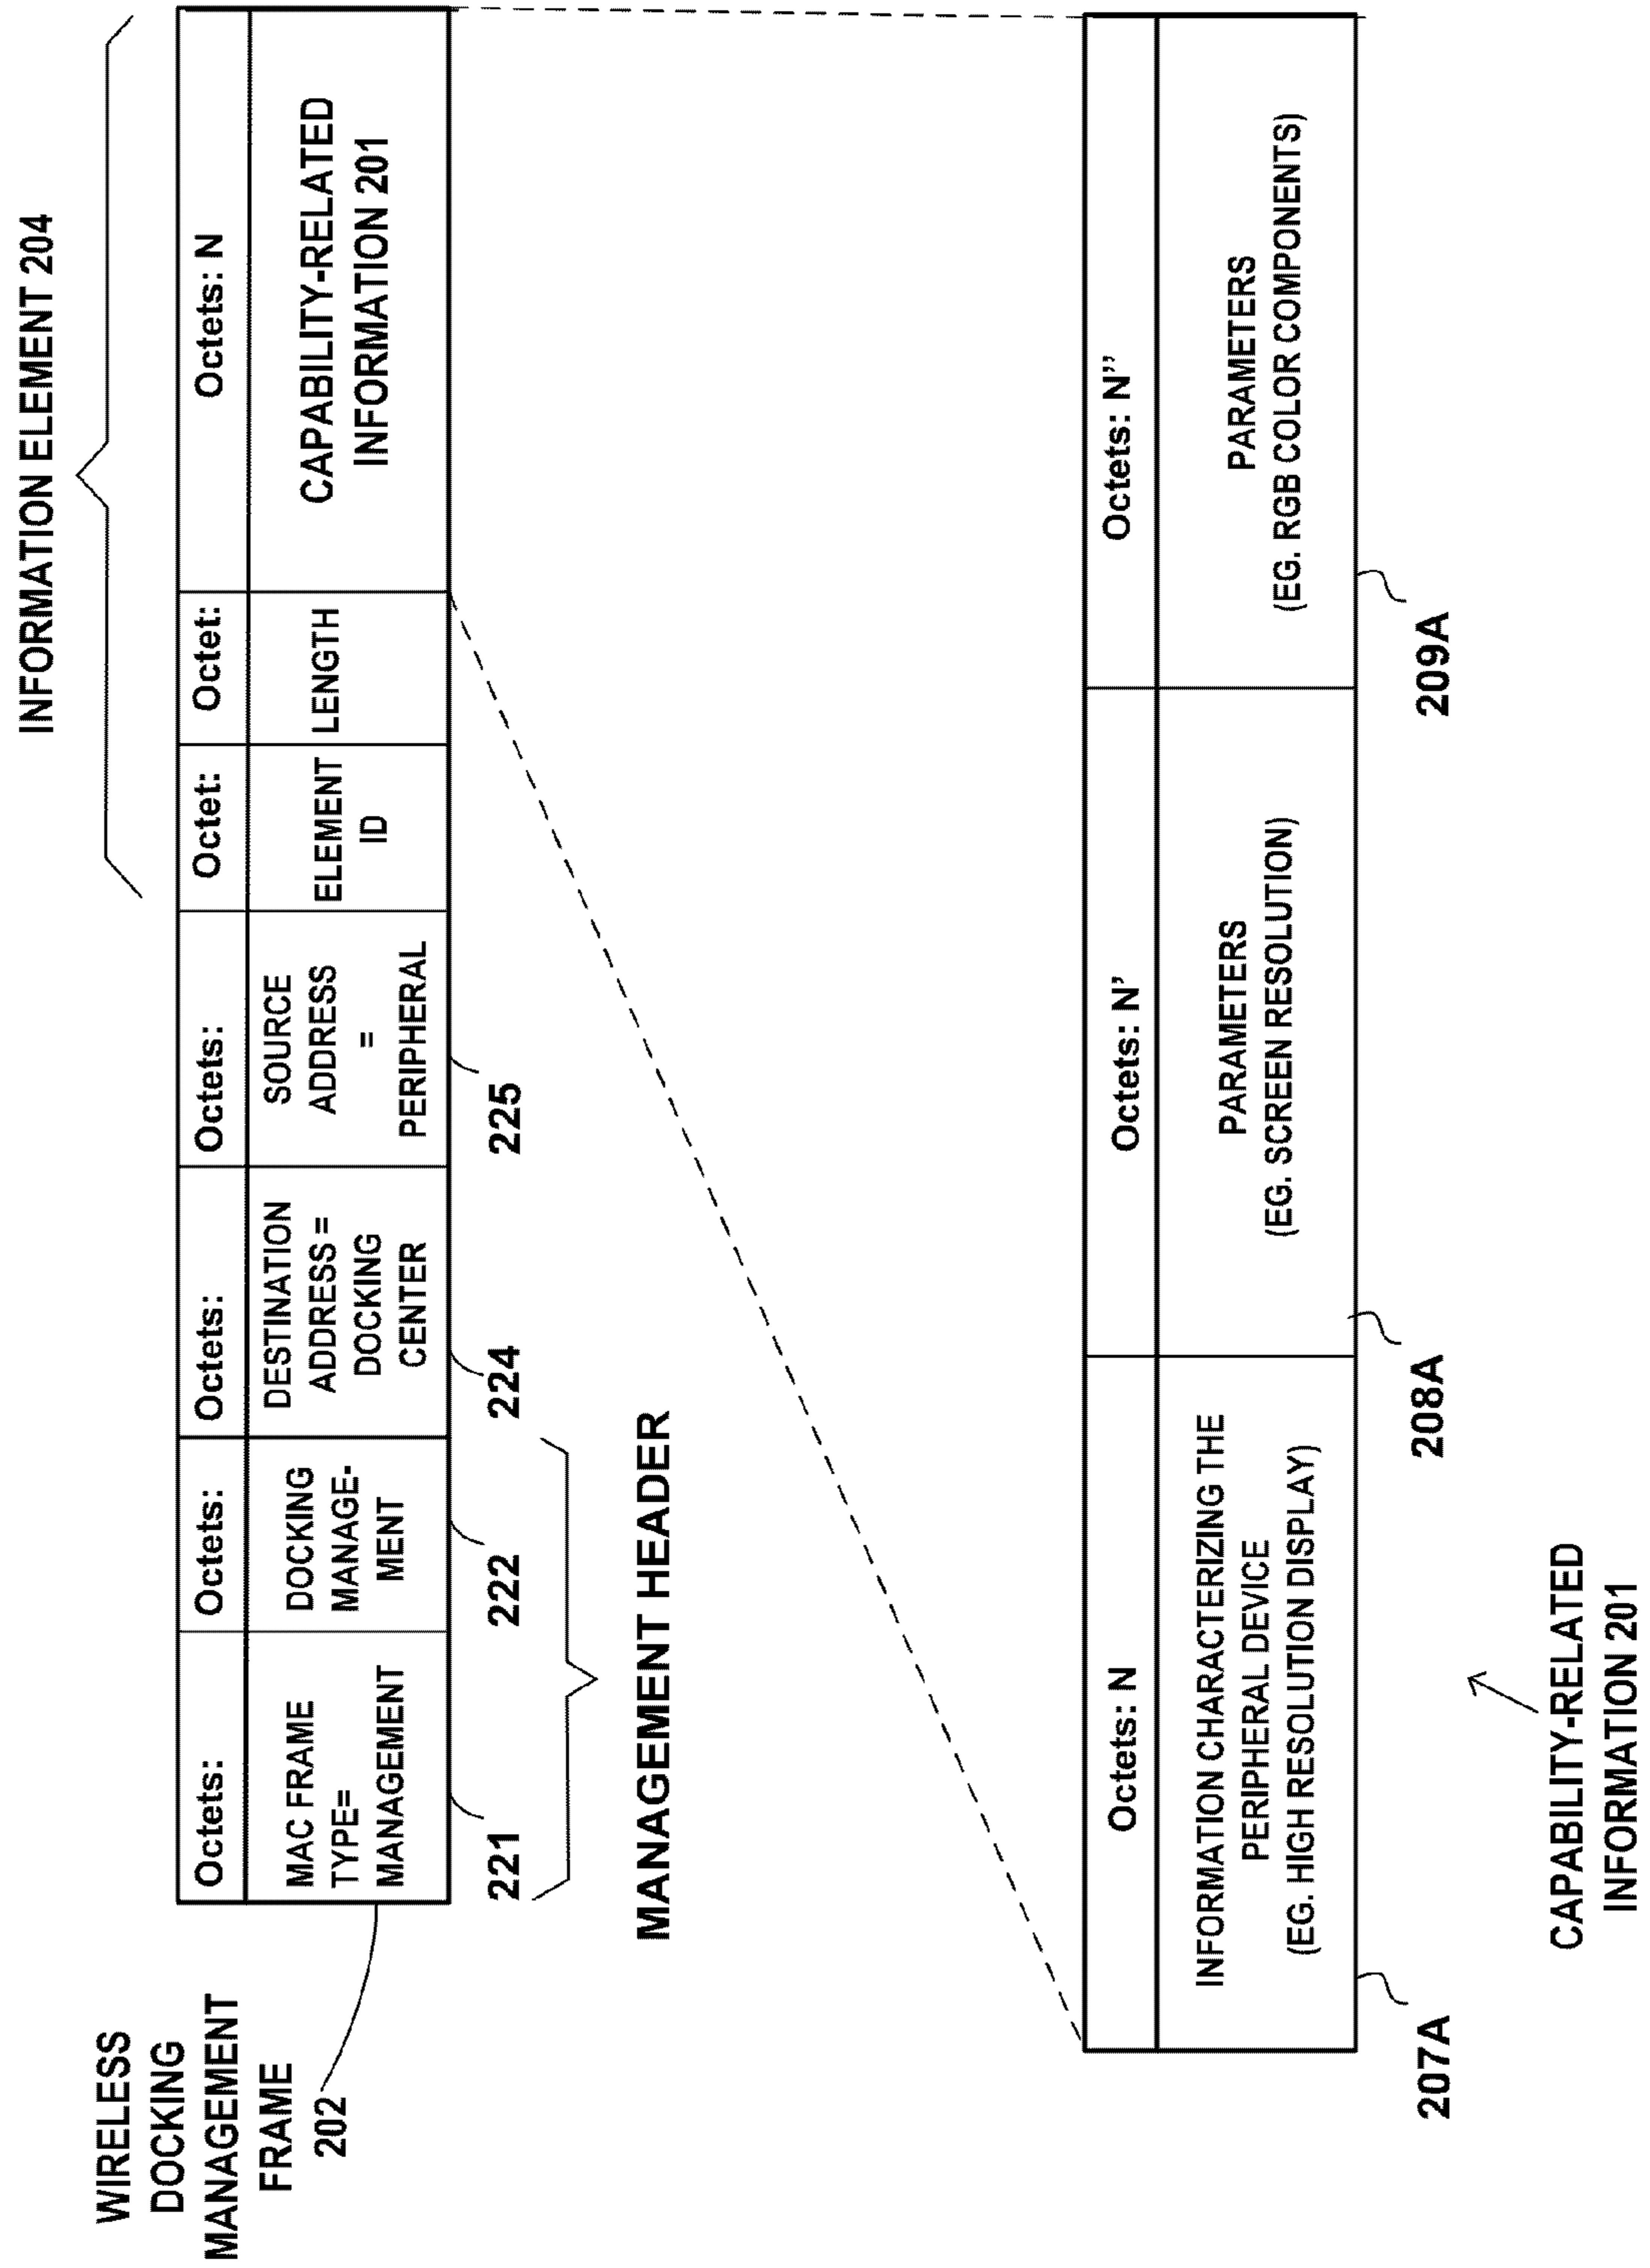 INFORMATION ELEMENT 204
WIRELESS
DOCKING
MANAGEMENT
FRAME
202
Octets:
MAC FRAME
TYPE=
MANAGEMENT
221
Octets:
DOCKING
MANAGE-
MENT
222
Octets:
DESTINATION
ADDRESS =
DOCKING
CENTER
224
Octets:
SOURCE
ADDRESS
=
PERIPHERAL
225
Octet:
ELEMENT
ID
Octet:
LENGTH
Octets: N
CAPABILITY-RELATED
INFORMATION 201
MANAGEMENT HEADER
Octets: N
INFORMATION CHARACTERIZING THE
PERIPHERAL DEVICE
(EG. HIGH RESOLUTION DISPLAY)
207A
Octets: N'
PARAMETERS
(EG. SCREEN RESOLUTION)
208A
Octets: N"
PARAMETERS
(EG. RGB COLOR COMPONENTS)
209A
CAPABILITY-RELATED
INFORMATION 201